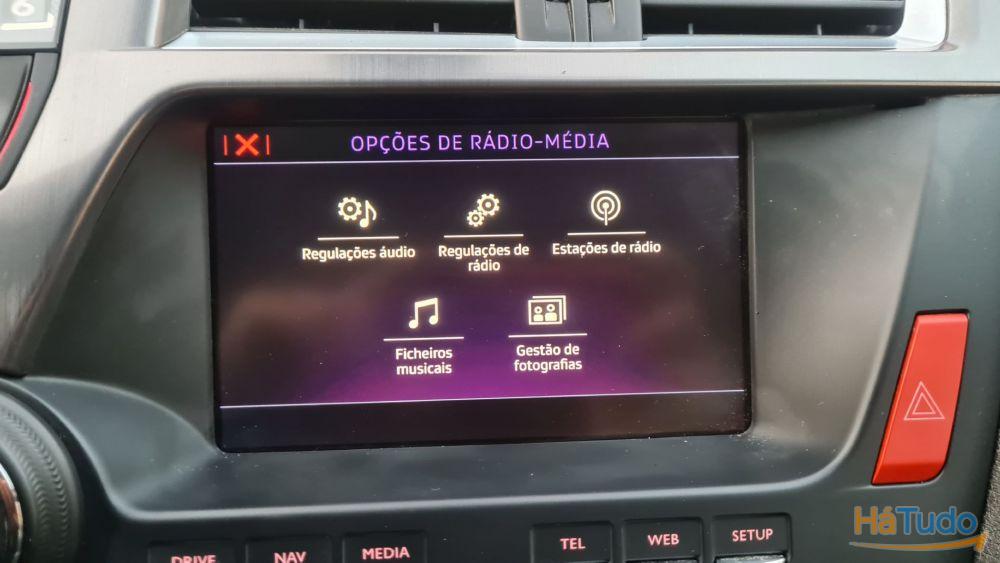 6
OPÇÕES DE RÁDIO-MÉDIA
Regulações áudio
Regulações de
rádio
Estações de rádio
Ficheiros
musicais
Gestão de
fotografias
DRIVE
NAV
MEDIA
TEL
WEB
SETUP
HáTudo